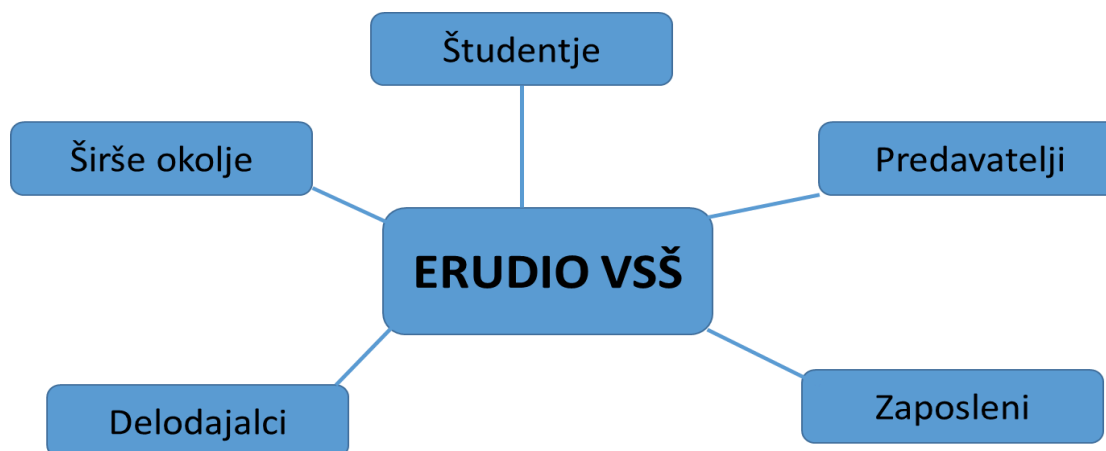 Študentje
Širše okolje
Predavatelji
ERUDIO VSŠ
Delodajalci
Zaposleni